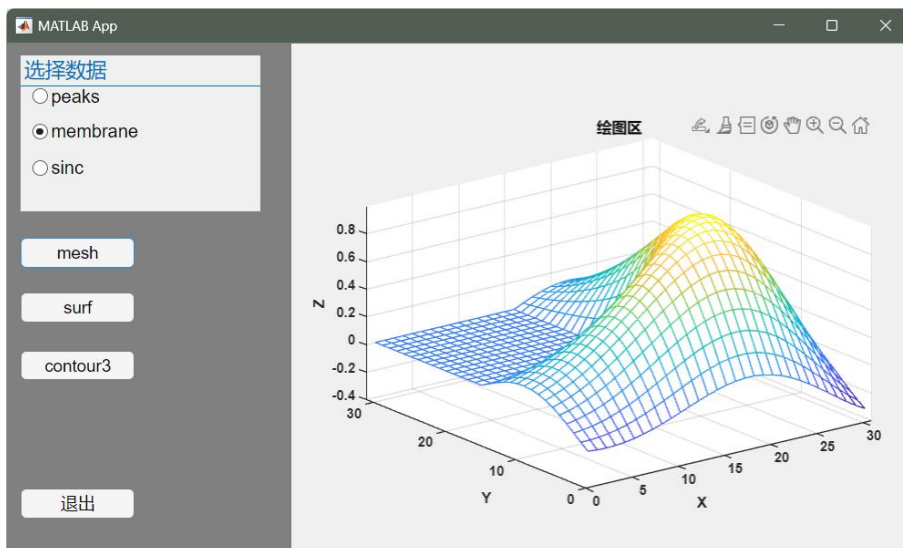 MATLAB App
选择数据
peaks
membrane
sinc
mesh
surf
contour3
退出
绘图区
Z
0.8
0.6
0.4
0.2
0
-0.2
-0.4
30
20
10
0
Y
0
5
10
15
20
25
30
X